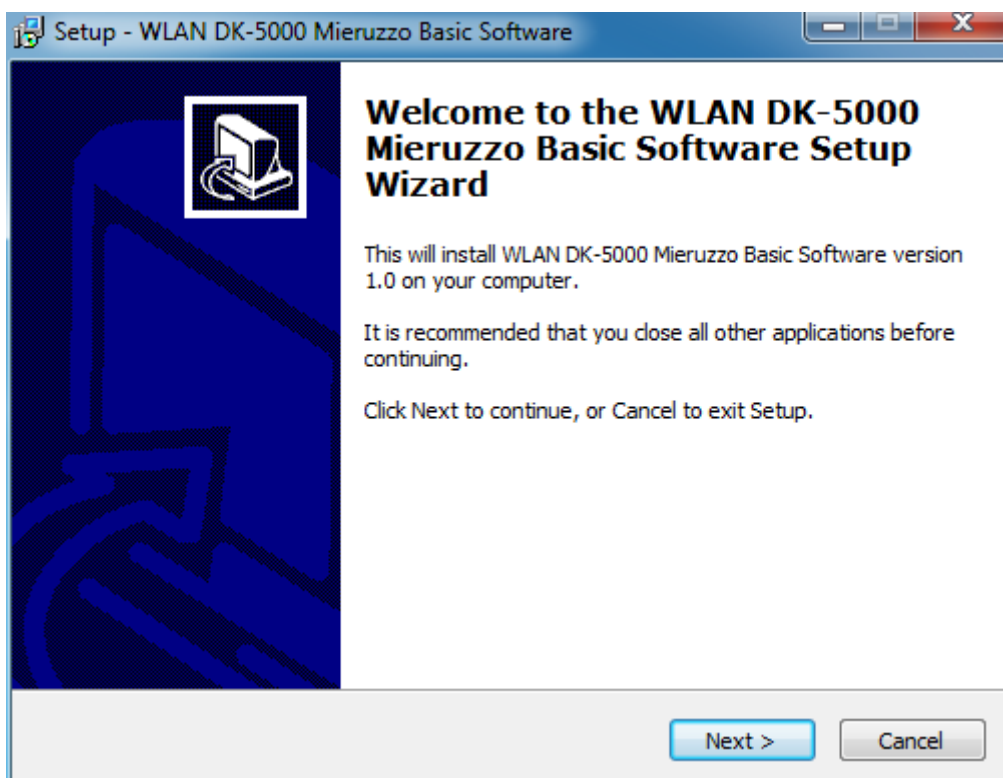 Setup - WLAN DK-5000 Mieruzzo Basic Software
Welcome to the WLAN DK-5000
Mieruzzo Basic Software Setup
Wizard
This will install WLAN DK-5000 Mieruzzo Basic Software version
1.0 on your computer.
It is recommended that you close all other applications before
continuing.
Click Next to continue, or Cancel to exit Setup.
Next >
Cancel